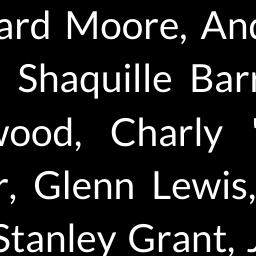 ard Moore, And
Shaquille Barr
wood, Charly "
r, Glenn Lewis,
Stanley Grant, J